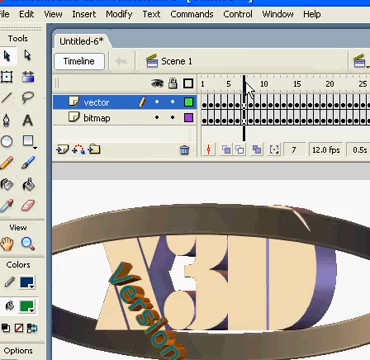 File Edit View Insert Modify Text Commands Control Window Help
Tools
Untitled-6*
Timeline
Scene 1
1 5 10 15 20 25
vector
bitmap
7 12.0 fps 0.5s
View
Colors
Options
X3D
Version